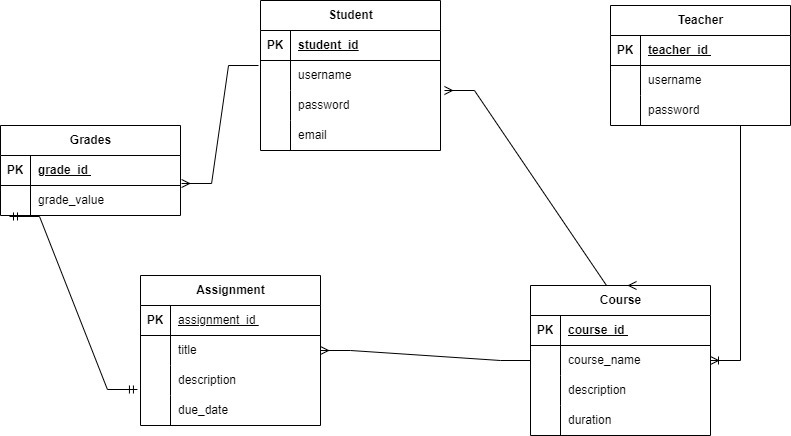 Student
PK student_id
username
password
email
Teacher
PK teacher_id
username
password
Grades
PK grade_id
grade_value
Assignment
PK assignment_id
title
description
due_date
Course
PK course_id
course_name
description
duration